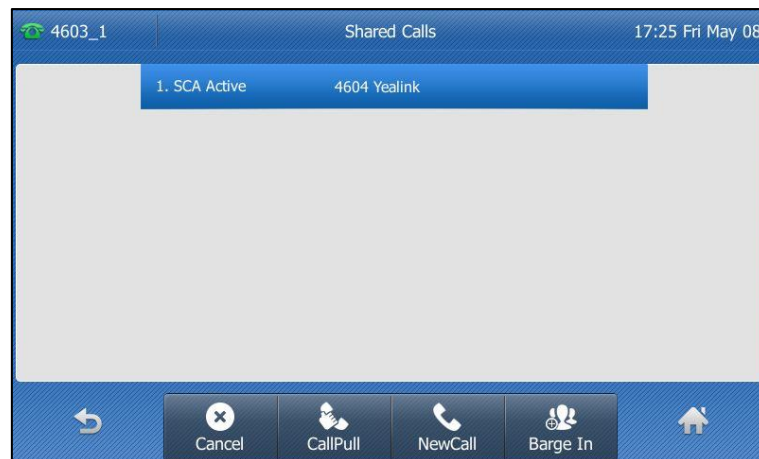 4603_1 Shared Calls 17:25 Fri May 08
1. SCA Active 4604 Yealink
Cancel CallPull NewCall Barge In